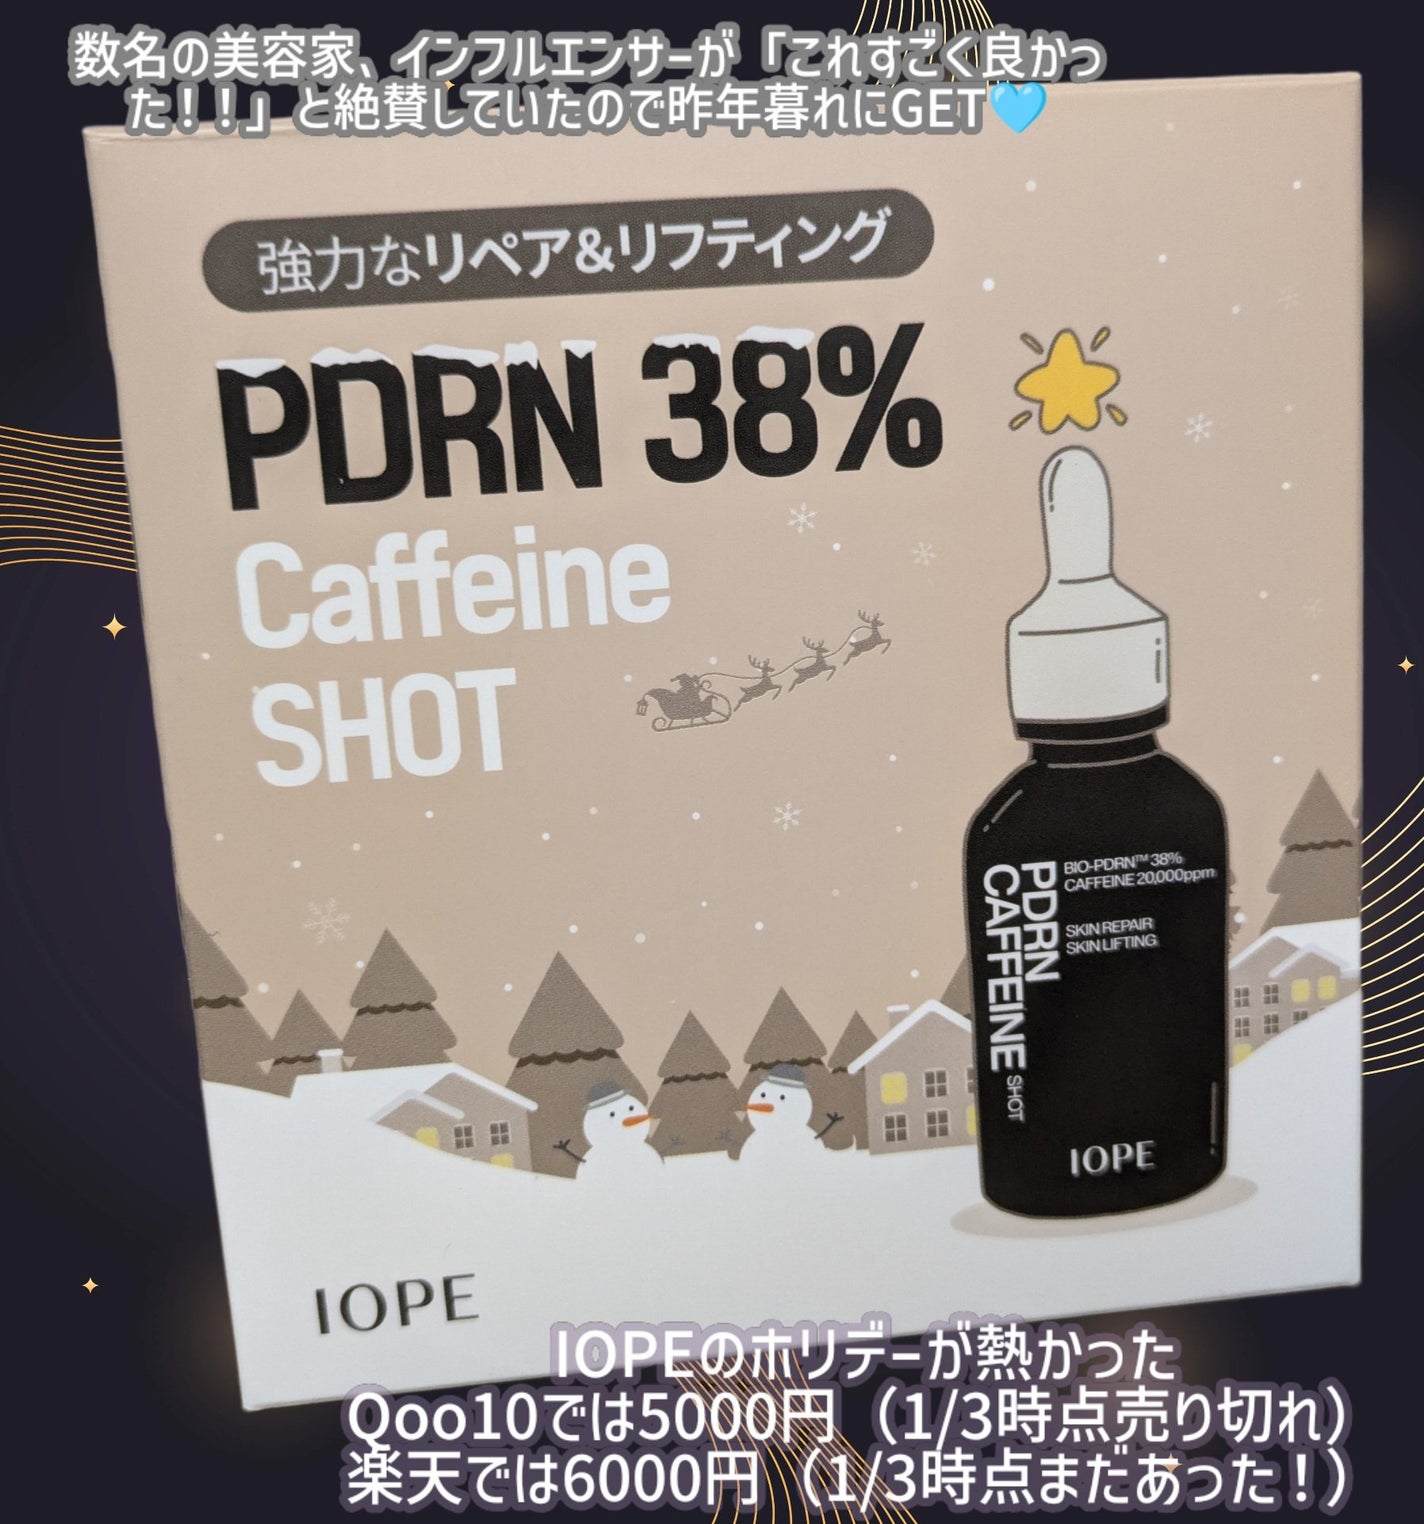 数名の美容家、インフルエンサーが「これすごく良かっ
た！！」と絶賛していたので昨年暮れにGET🩵
強力なリペア&リフティング
PDRN 38%
Caffeine
SHOT
BIO-PDRN™ 38%
CAFFEINE 20,000ppm
SKIN REPAIR
SKIN LIFTING
PDRN
CAFFEINE SHOT
IOPE
IOPE
IOPEのホリデーが熱かった
Qoo10では5000円（1/3時点売り切れ）
楽天では6000円（1/3時点まだあった！）